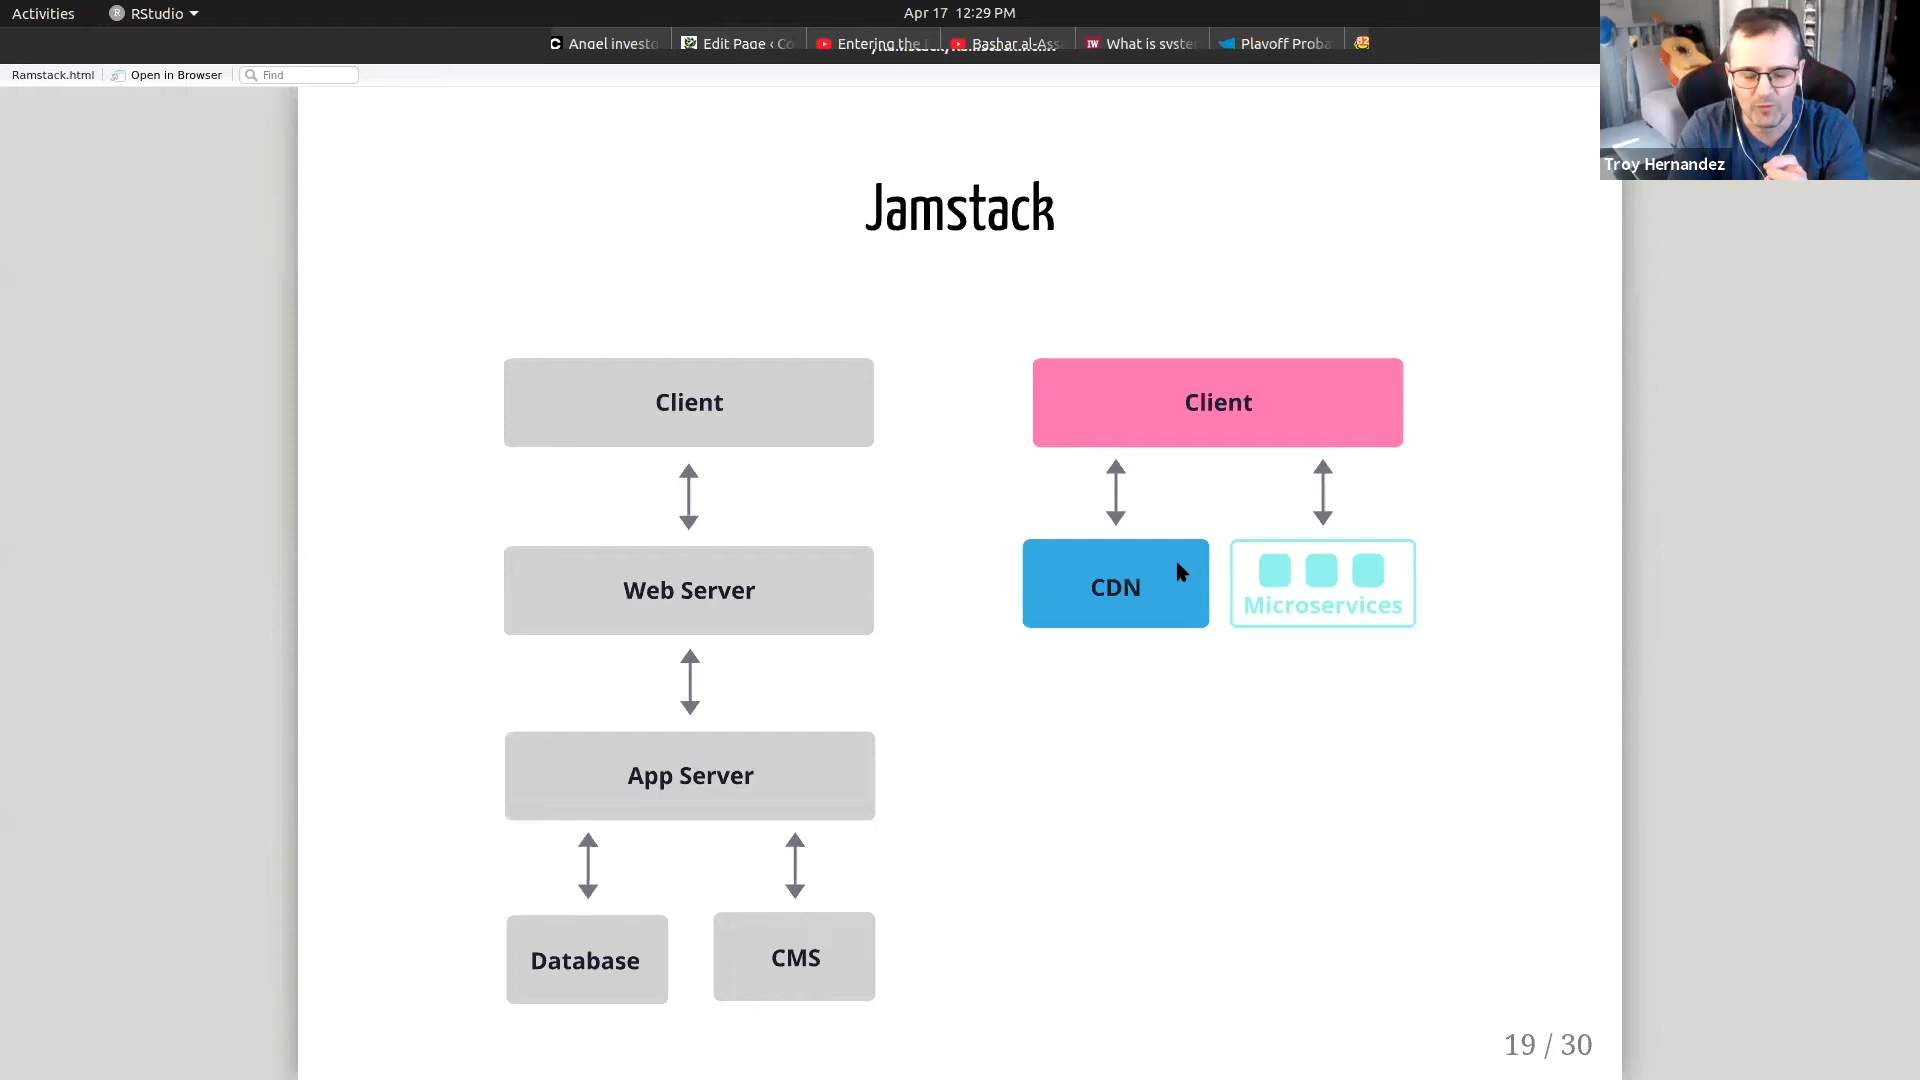 Activities
RStudio
Apr 17 12:29 PM
Angel investo
Edit Page ‹ Co
Entering the
Bashar al-Ass
What is syste
Playoff Proba
Ramstack.html
Open in Browser
Find
Troy Hernandez
Jamstack
Client
Client
Web Server
CDN
Microservices
App Server
Database
CMS
19 / 30